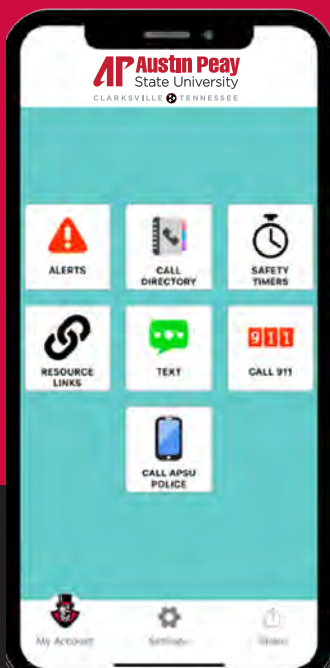 AP Austin Peay
State University
CLARKSVILLE TENNESSEE
ALERTS
CALL
DIRECTORY
SAFETY
TIMERS
RESOURCE
LINKS
TEXT
911
CALL 911
CALL APSU
POLICE
My Account
Settings
Share